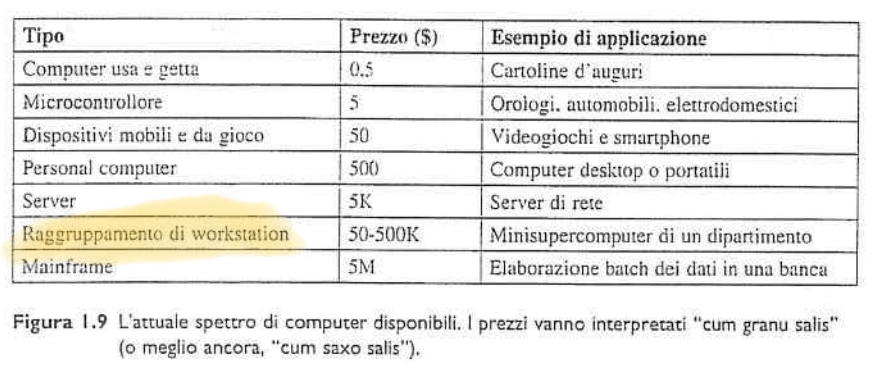 Tipo Prezzo ($) Esempio di applicazione
Computer usa e getta 0.5 Cartoline d'auguri
Microcontrollore 5 Orologi, automobili, elettrodomestici
Dispositivi mobili e da gioco 50 Videogiochi e smartphone
Personal computer 500 Computer desktop o portatili
Server 5K Server di rete
Raggruppamento di workstation 50-500K Minisupercomputer di un dipartimento
Mainframe 5M Elaborazione batch dei dati in una banca
Figura 1.9 L'attuale spettro di computer disponibili. I prezzi vanno interpretati "cum granu salis"
(o meglio ancora, "cum saxo salis").